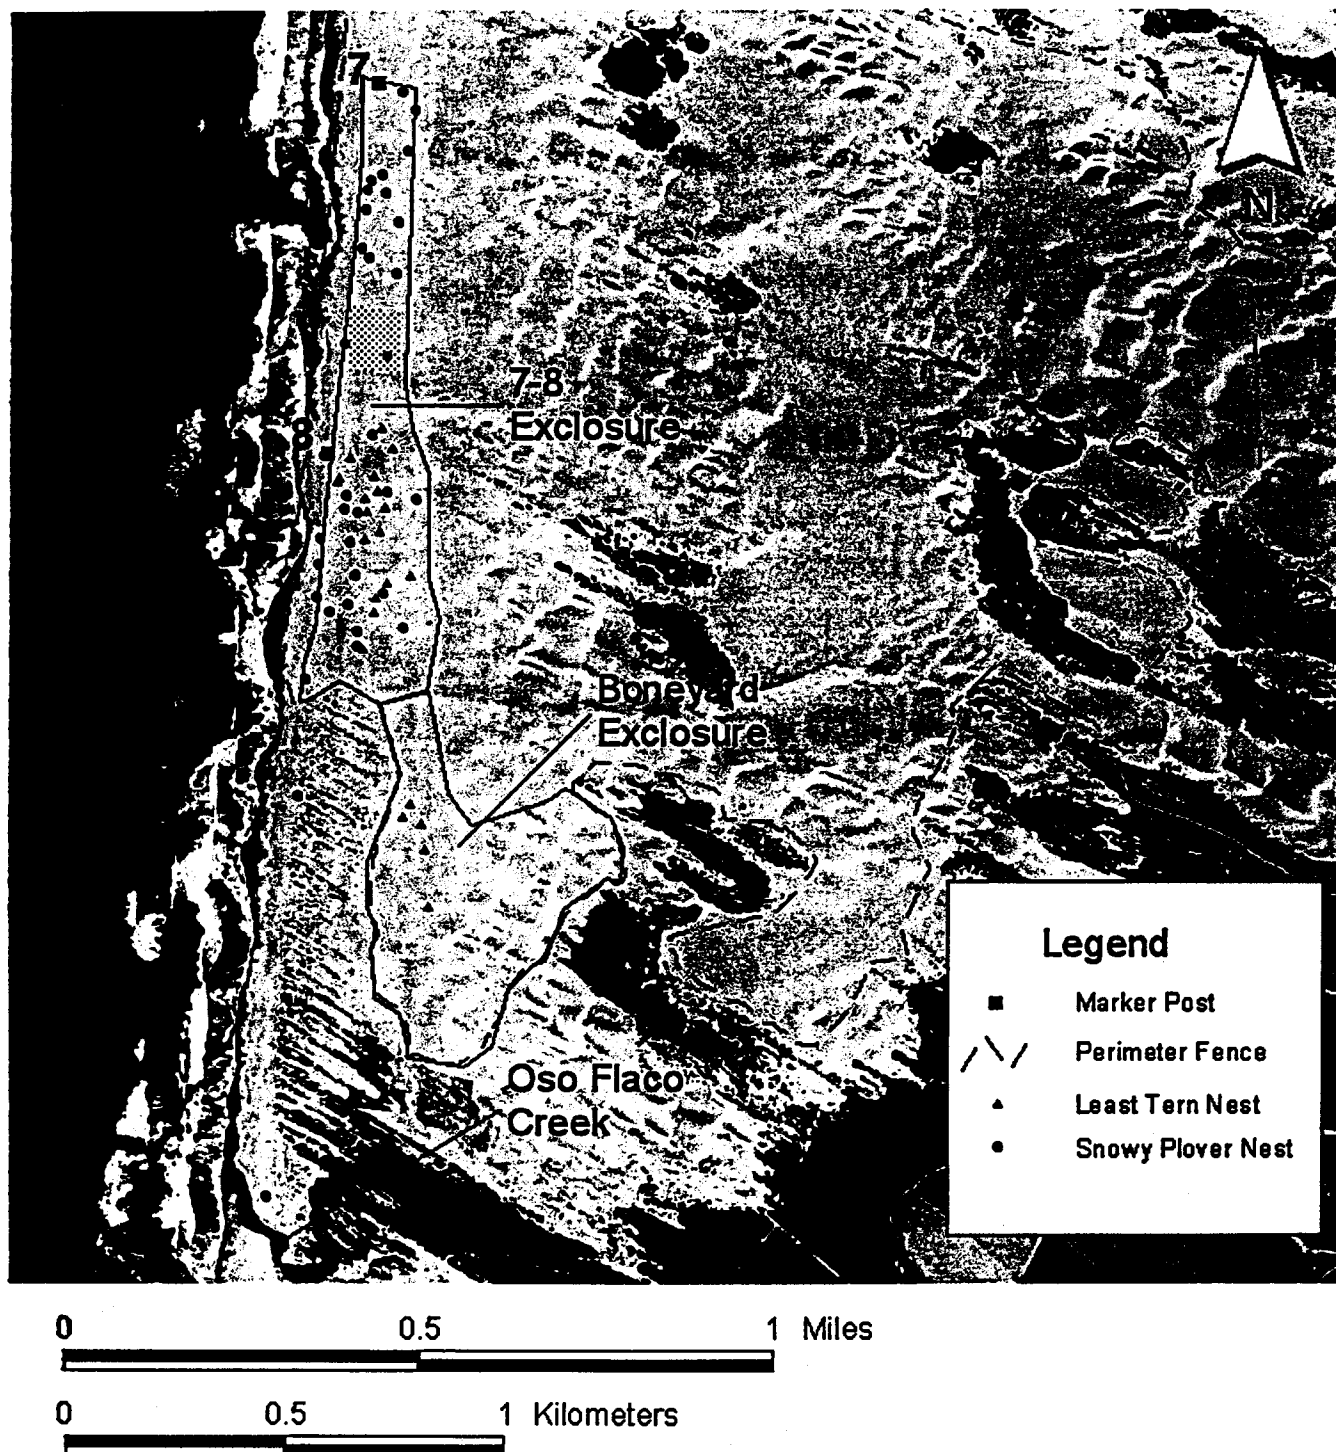 7
N
7-8
Exclosure
8
Boneyard
Exclosure
Oso Flaco
Creek
Legend
Marker Post
Perimeter Fence
Least Tern Nest
Snowy Plover Nest
0 0.5 1 Miles
0 0.5 1 Kilometers